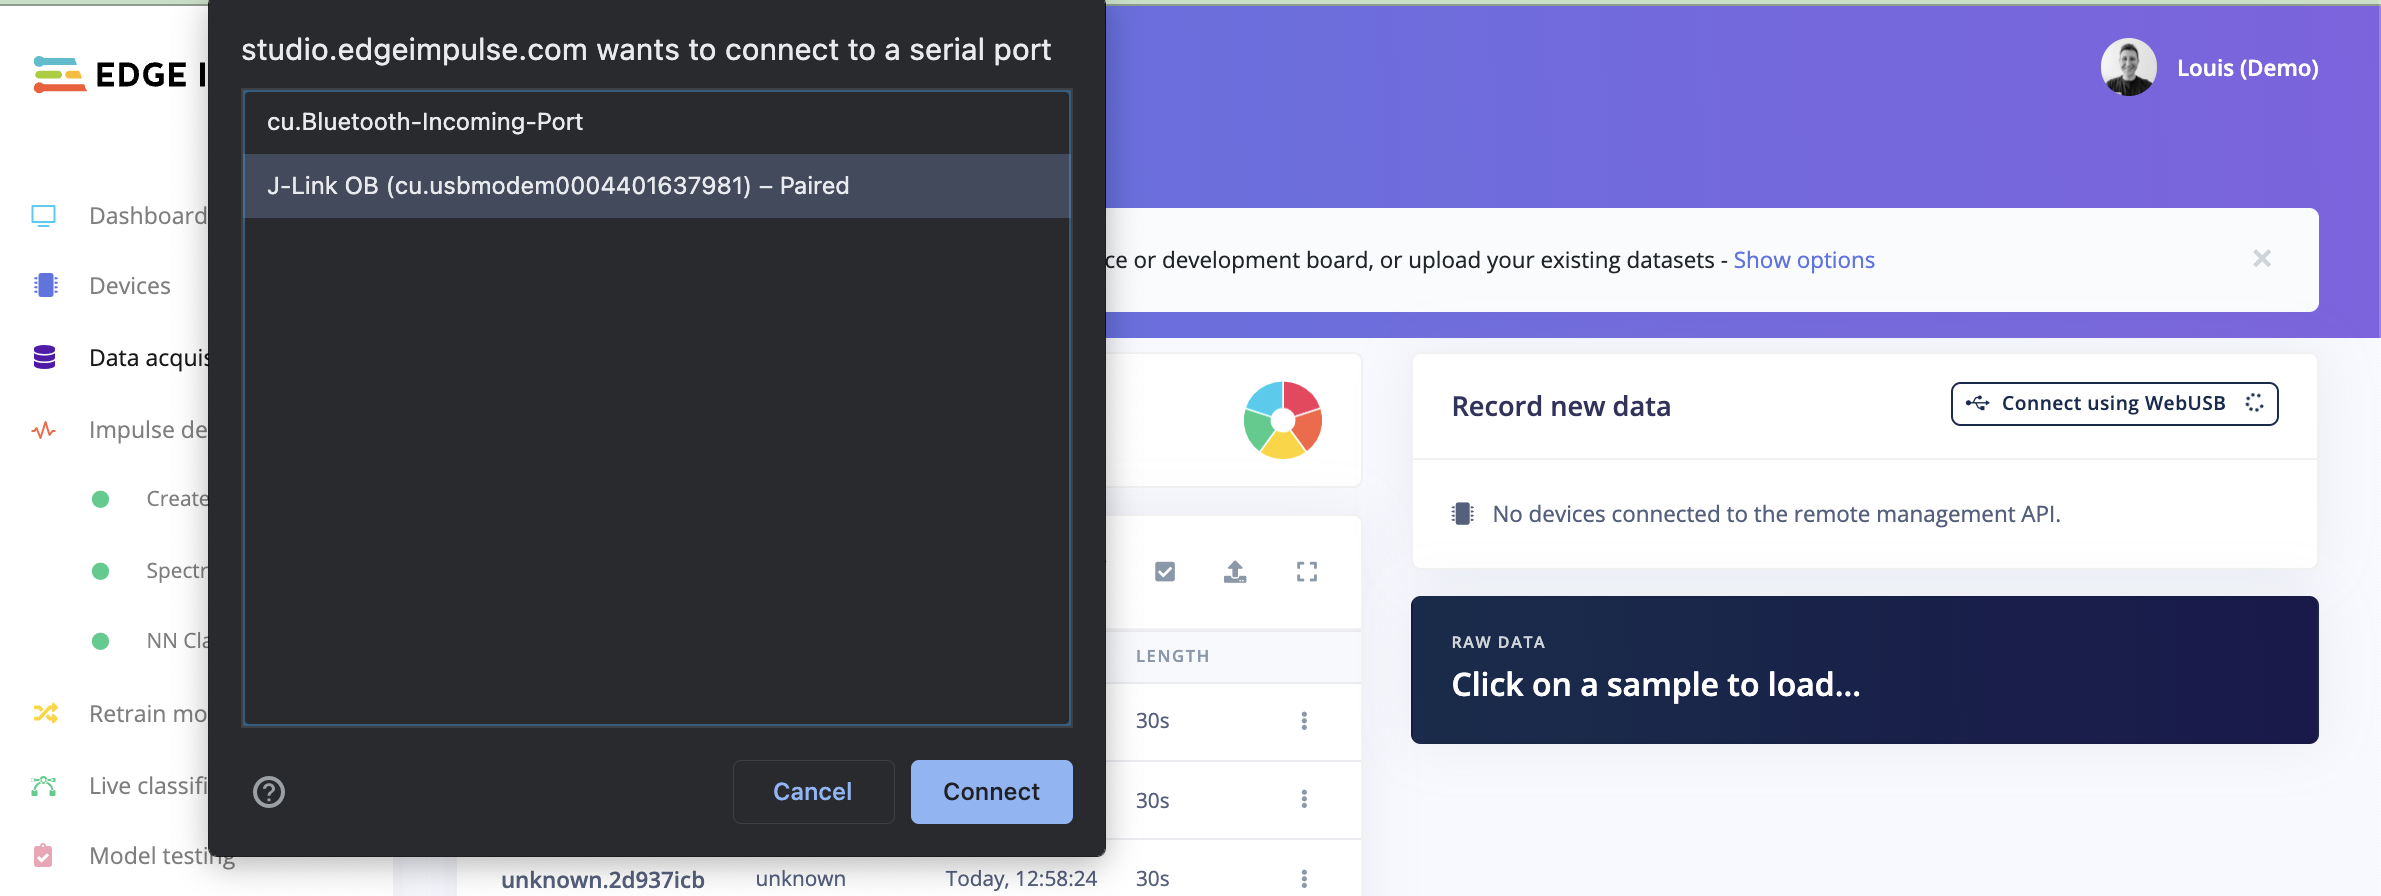 studio.edgeimpulse.com wants to connect to a serial port
cu.Bluetooth-Incoming-Port
J-Link OB (cu.usbmodem0004401637981) – Paired
Cancel
Connect
EDGE I
Dashboard
Devices
Data acquis
Impulse de
Create
Spectr
NN Cla
Retrain mo
Live classifi
Model testing
Louis (Demo)
ce or development board, or upload your existing datasets - Show options
Record new data
Connect using WebUSB
No devices connected to the remote management API.
RAW DATA
Click on a sample to load...
LENGTH
30s
30s
unknown.2d937icb unknown Today, 12:58:24 30s